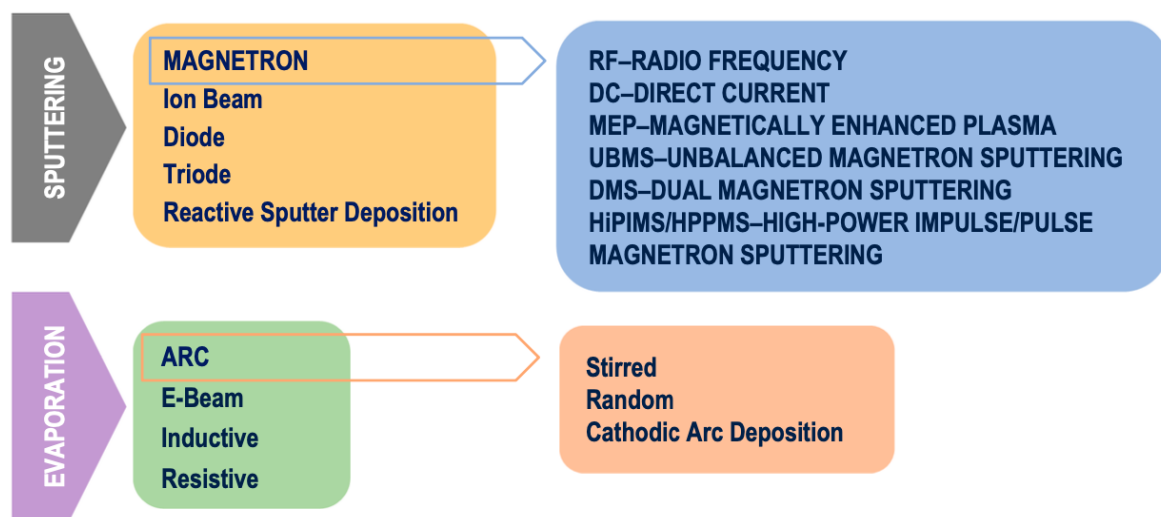 SPUTTERING
MAGNETRON
Ion Beam
Diode
Triode
Reactive Sputter Deposition
RF–RADIO FREQUENCY
DC–DIRECT CURRENT
MEP–MAGNETICALLY ENHANCED PLASMA
UBMS–UNBALANCED MAGNETRON SPUTTERING
DMS–DUAL MAGNETRON SPUTTERING
HiPIMS/HPPMS–HIGH-POWER IMPULSE/PULSE
MAGNETRON SPUTTERING
EVAPORATION
ARC
E-Beam
Inductive
Resistive
Stirred
Random
Cathodic Arc Deposition